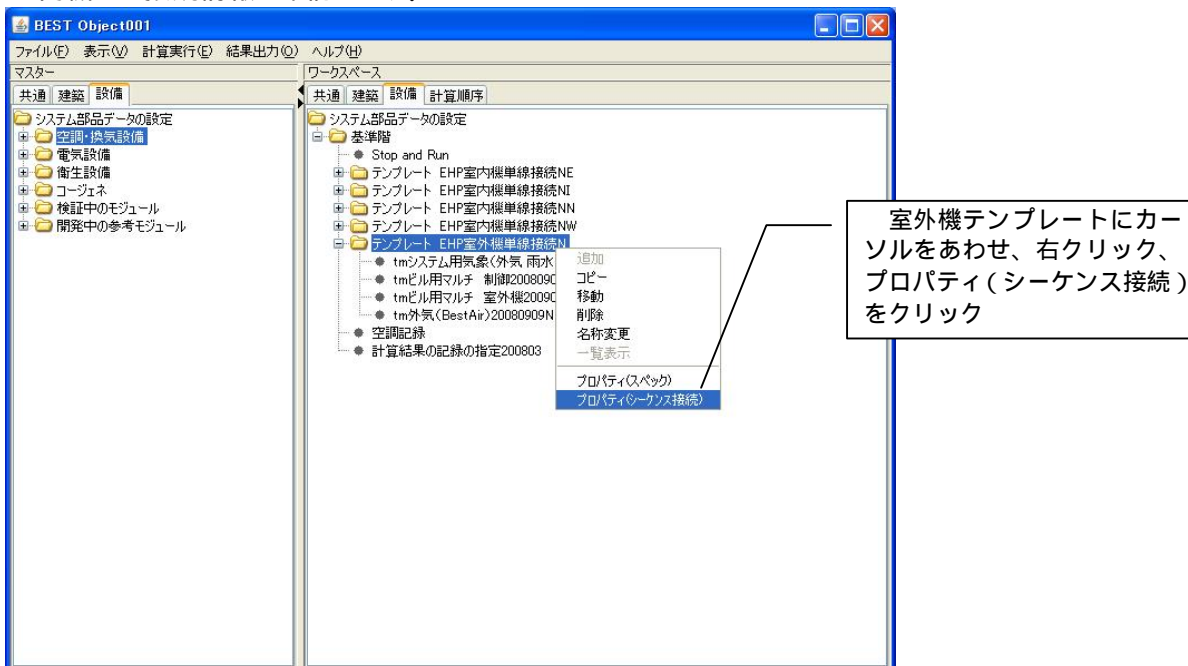 BEST Object001
ファイル(F) 表示(V) 計算実行(E) 結果出力(O) ヘルプ(H)
マスター
共通 建築 設備
システム部品データの設定
空調・換気設備
電気設備
衛生設備
コージェネ
検証中のモジュール
開発中の参考モジュール
ワークスペース
共通 建築 設備 計算順序
システム部品データの設定
基準階
Stop and Run
テンプレート EHP室内機単線接続NE
テンプレート EHP室内機単線接続NI
テンプレート EHP室内機単線接続NN
テンプレート EHP室内機単線接続NW
テンプレート EHP室外機単線接続N
tmシステム用気象(外気 雨水
tmビル用マルチ 制御2008090
tmビル用マルチ 室外機20090
tm外気(BestAir)20080909N
空調記録
計算結果の記録の指定200803
追加
コピー
移動
削除
名称変更
一覧表示
プロパティ(スペック)
プロパティ(シーケンス接続)
室外機テンプレートにカー
ソルをあわせ、右クリック、
プロパティ(シーケンス接続)
をクリック